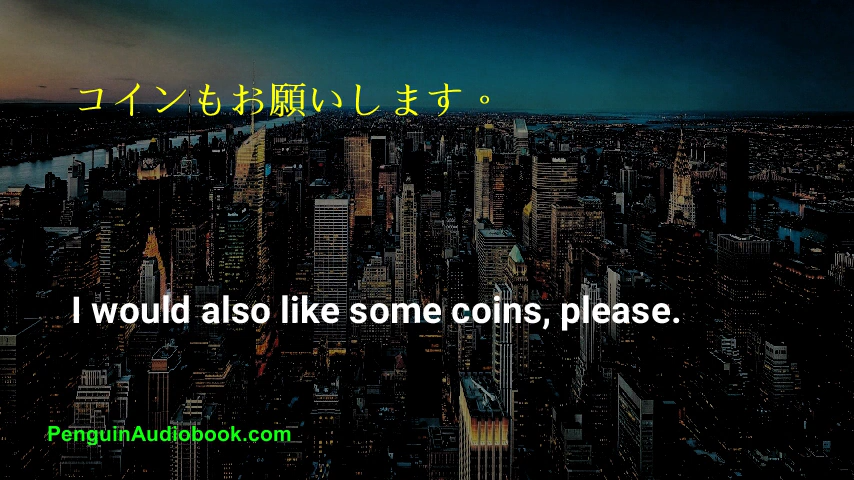 コインもお願いします。
I would also like some coins, please.
PenguinAudiobook.com